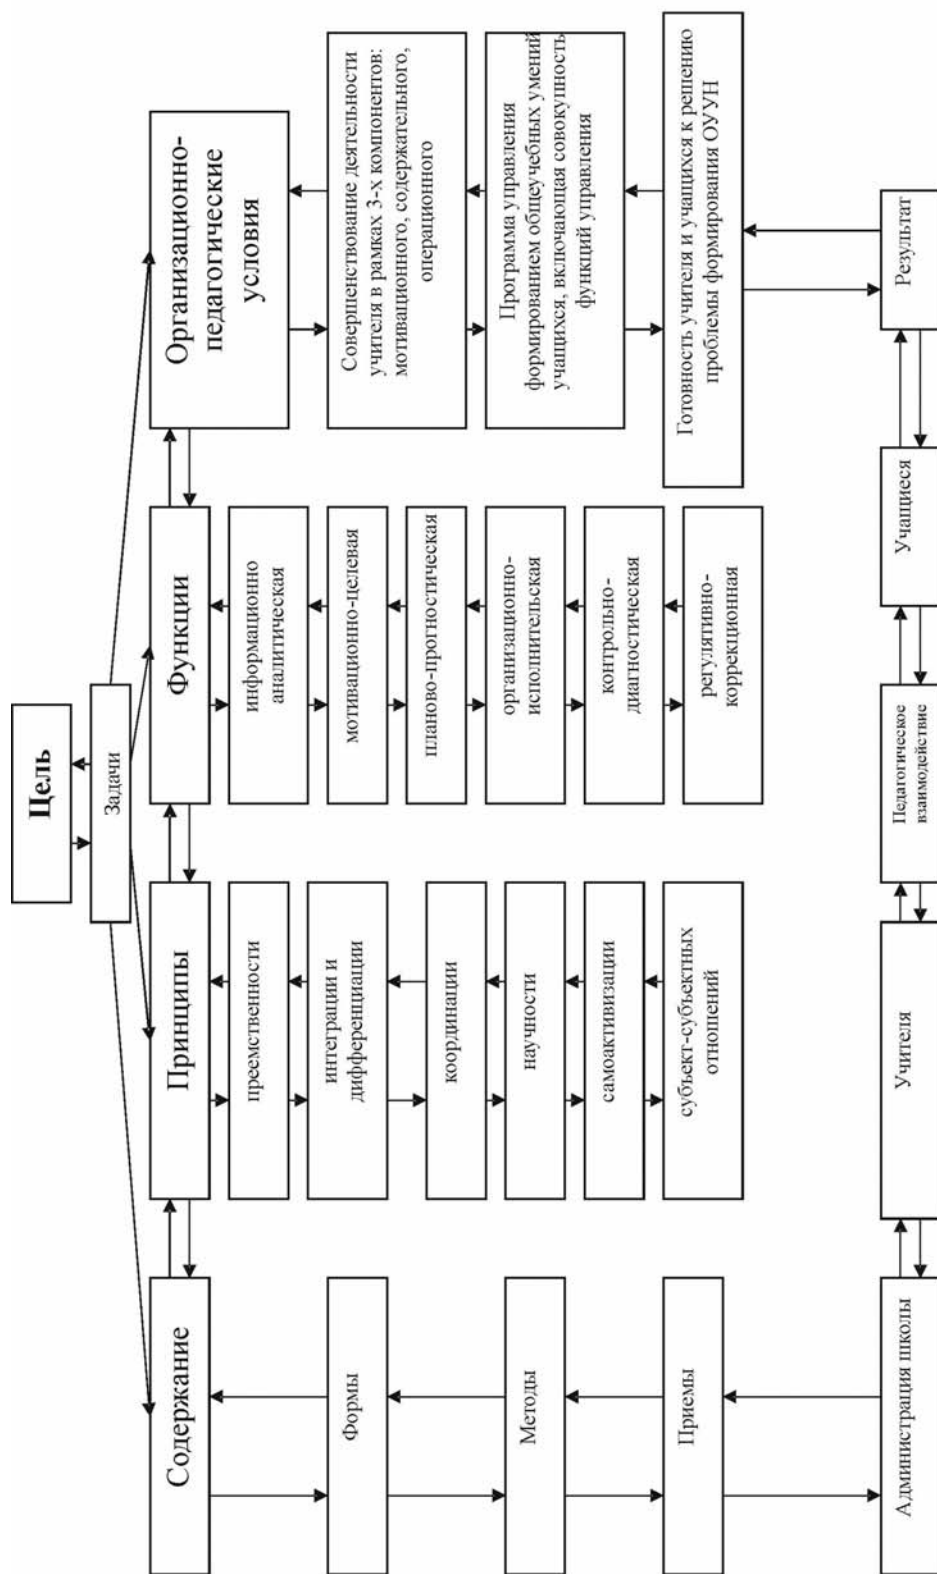 Цель
Задачи
Содержание
Формы
Методы
Приемы
Принципы
преемственности
интеграции и
дифференциации
координации
научности
самоактивизации
субъект-субъектных
отношений
Функции
информационно
аналитическая
мотивационно-целевая
планово-прогностическая
организационно-
исполнительская
контрольно-
диагностическая
регулятивно-
коррекционная
Организационно-
педагогические
условия
Совершенствование деятельности
учителя в рамках 3-х компонентов:
мотивационного, содержательного,
операционного
Программа управления
формированием общеучебных умений
учащихся, включающая совокупность
функций управления
Готовность учителя и учащихся к решению
проблемы формирования ОУУН
Администрация школы
Учителя
Педагогическое
взаимодействие
Учащиеся
Результат